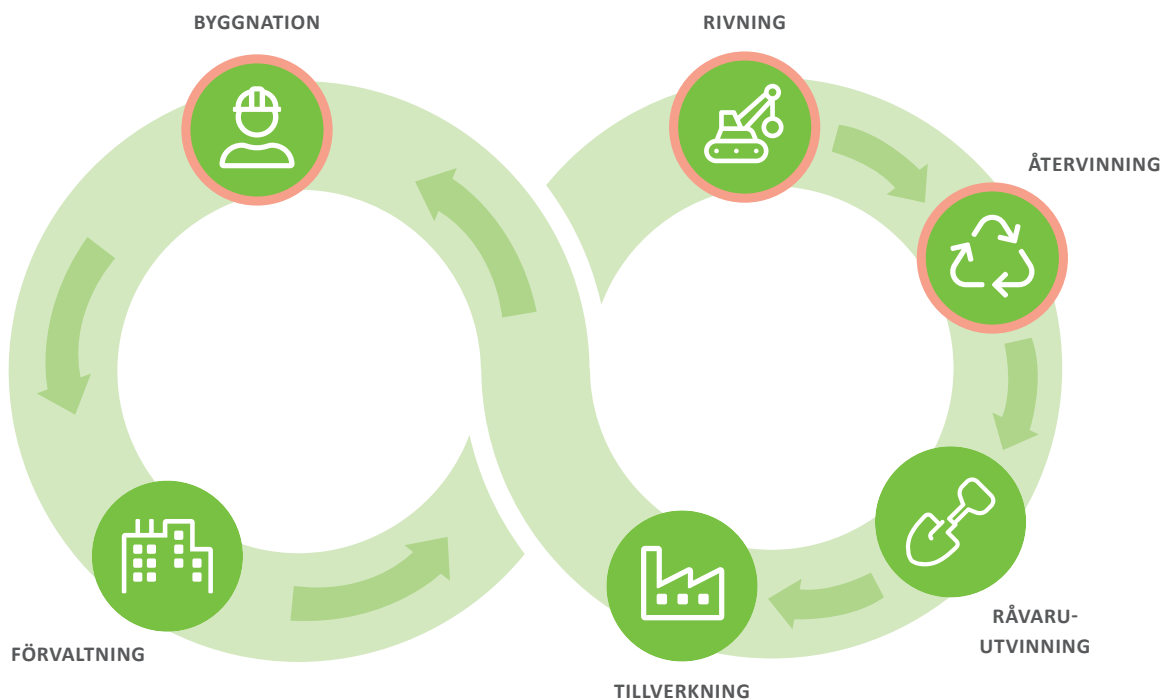 BYGGNATION
RIVNING
ÅTERVINNING
RÅVARU-
UTVINNING
FÖRVALTNING
TILLVERKNING